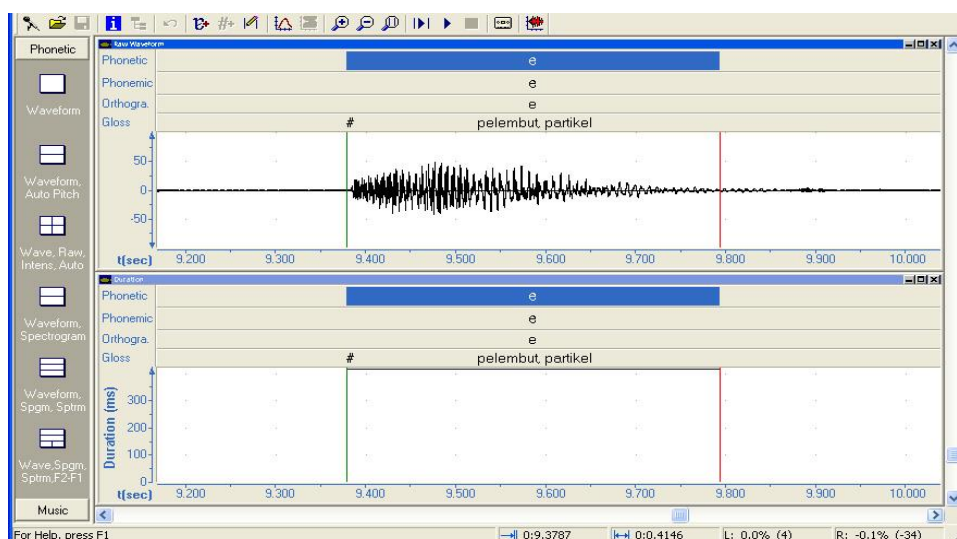 Phonetic
Waveform
Waveform,
Auto Pitch
Wave, Raw,
Intens, Auto
Waveform,
Spectrogram
Waveform,
Spgm, Sptrm
Wave,Spgm,
Sptrm,F2-F1
Music
Raw Waveform
Phonetic e
Phonemic e
Orthogra. e
Gloss # pelembut, partikel
50
0
-50
t(sec) 9.200 9.300 9.400 9.500 9.600 9.700 9.800 9.900 10.000
Duration
Phonetic e
Phonemic e
Orthogra. e
Gloss # pelembut, partikel
Duration (ms)
300
200
100
0
t(sec) 9.200 9.300 9.400 9.500 9.600 9.700 9.800 9.900 10.000
For Help, press F1 0:9.3787 0:0.4146 L: 0.0% (4) R: -0.1% (-34)